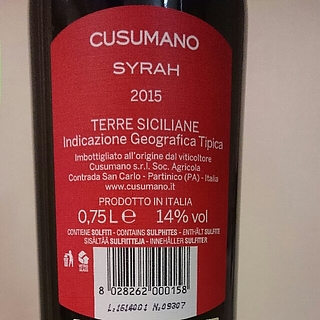 CUSUMANO
SYRAH
2015
TERRE SICILIANE
Indicazione Geografica Tipica
Imbottigliato all'origine dal viticoltore
Cusumano s.r.l. Soc. Agricola
Contrada San Carlo - Partinico (PA) - Italia
www.cusumano.it
PRODOTTO IN ITALIA
0,75 L e 14% vol
CONTIENE SOLFITI - CONTAINS SULPHITES - ENTHÄLT SULFITE
SISÄLTÄÄ SULFIITTEJA - INNEHÅLLER SULFITER
8 028262 000158
L:1514001 N.09307